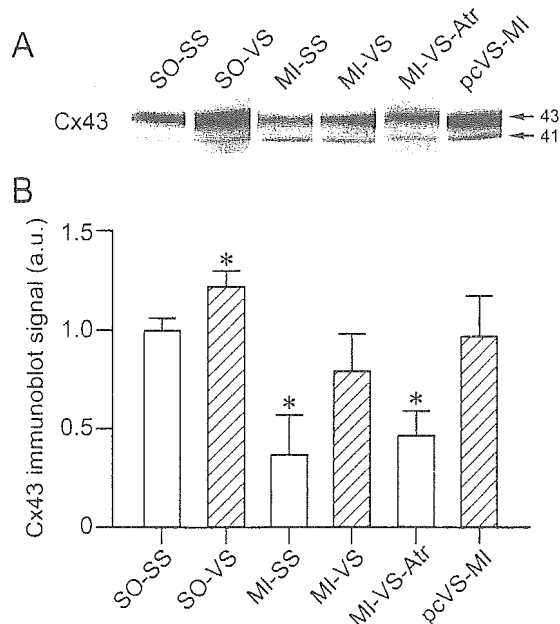 A
SO-SS
SO-VS
MI-SS
MI-VS
MI-VS-Atr
pcVS-MI
Cx43
43
41
B
Cx43 immunoblot signal (a.u.)
1.5
1.0
0.5
0
*
*
*
SO-SS
SO-VS
MI-SS
MI-VS
MI-VS-Atr
pcVS-MI